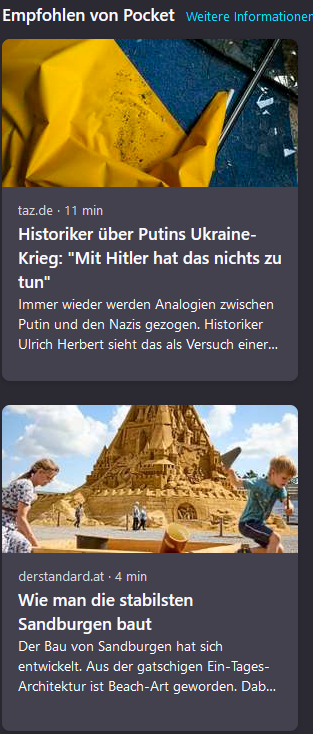 Empfohlen von Pocket Weitere Informationen
taz.de · 11 min
Historiker über Putins Ukraine-
Krieg: "Mit Hitler hat das nichts zu
tun"
Immer wieder werden Analogien zwischen
Putin und den Nazis gezogen. Historiker
Ulrich Herbert sieht das als Versuch einer...
derstandard.at · 4 min
Wie man die stabilsten
Sandburgen baut
Der Bau von Sandburgen hat sich
entwickelt. Aus der gatschigen Ein-Tages-
Architektur ist Beach-Art geworden. Dab...